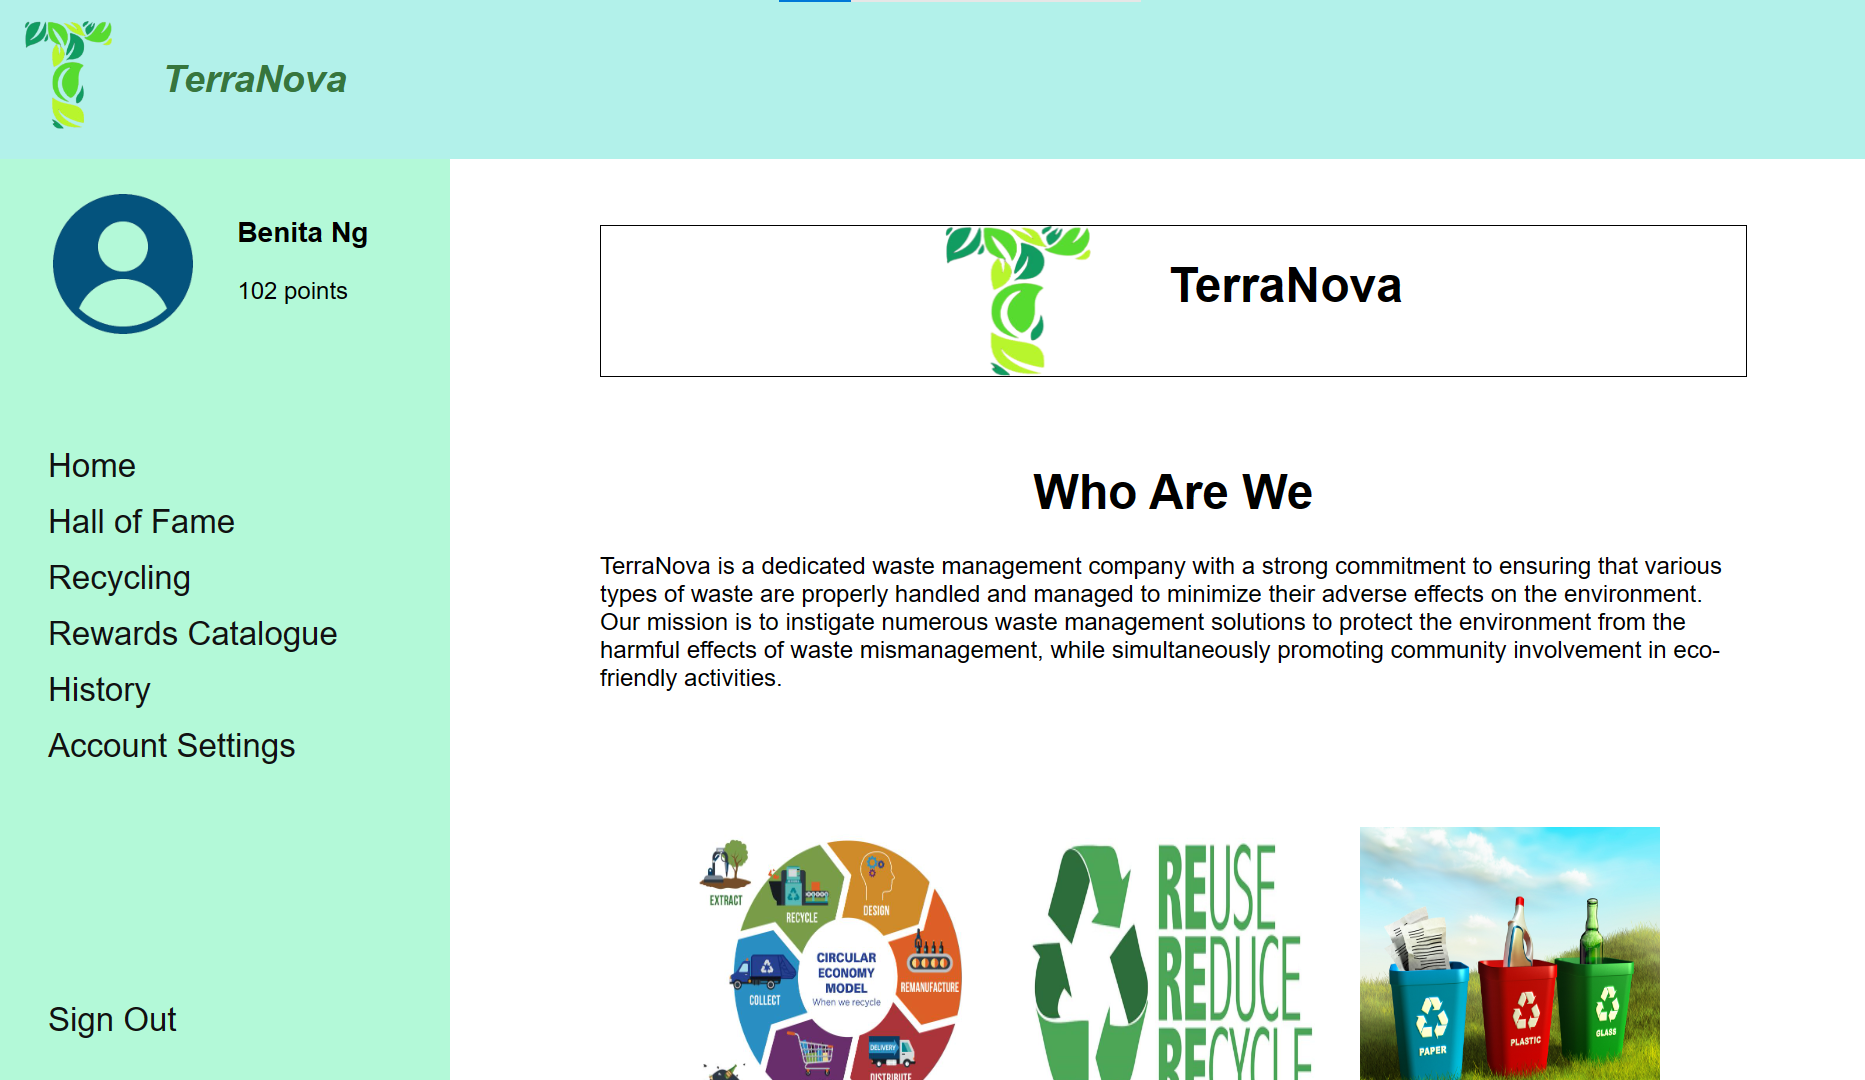 TerraNova
Benita Ng
102 points
Home
Hall of Fame
Recycling
Rewards Catalogue
History
Account Settings
Sign Out
TerraNova
Who Are We
TerraNova is a dedicated waste management company with a strong commitment to ensuring that various
types of waste are properly handled and managed to minimize their adverse effects on the environment.
Our mission is to instigate numerous waste management solutions to protect the environment from the
harmful effects of waste mismanagement, while simultaneously promoting community involvement in eco-
friendly activities.
EXTRACT
RECYCLE
DESIGN
REMANUFACTURE
COLLECT
CIRCULAR
ECONOMY
MODEL
When we recycle
DELIVERY
DISTRIBUTE
REUSE
REDUCE
RECYCLE
PAPER
PLASTIC
GLASS